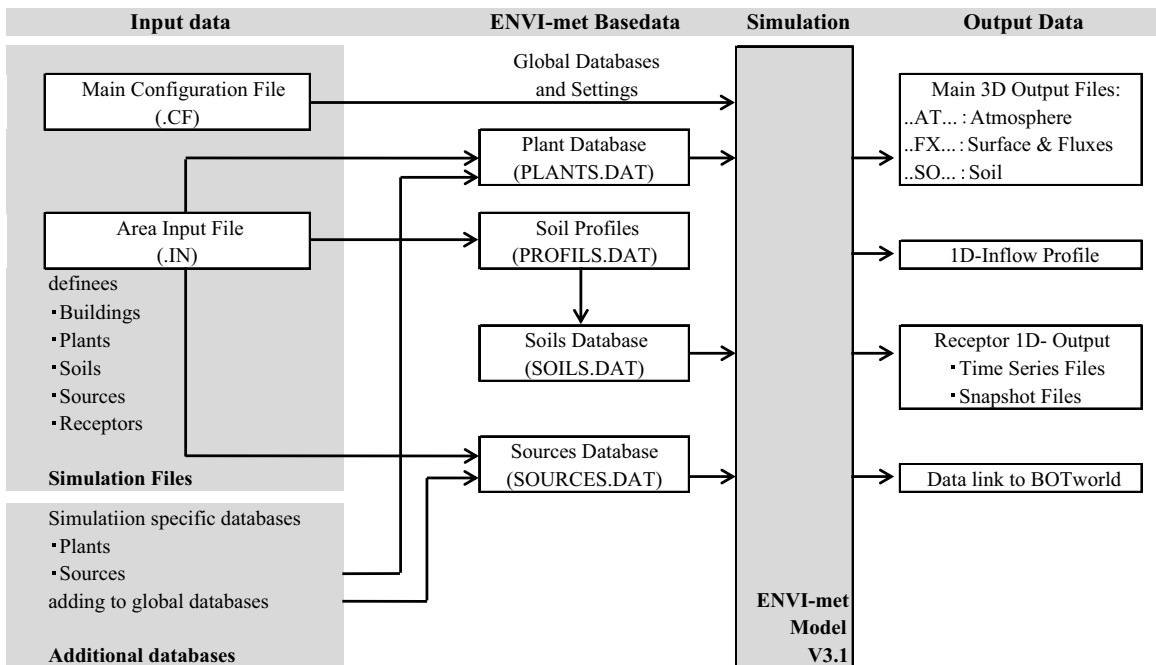 Input data
ENVI-met Basedata
Simulation
Output Data
Main Configuration File
(.CF)
Area Input File
(.IN)
definees
・Buildings
・Plants
・Soils
・Sources
・Receptors
Simulation Files
Simulatiion specific databases
・Plants
・Sources
adding to global databases
Additional databases
Global Databases
and Settings
Plant Database
(PLANTS.DAT)
Soil Profiles
(PROFILS.DAT)
Soils Database
(SOILS.DAT)
Sources Database
(SOURCES.DAT)
ENVI-met
Model
V3.1
Main 3D Output Files:
..AT...：Atmosphere
..FX...：Surface & Fluxes
..SO...：Soil
1D-Inflow Profile
Receptor 1D- Output
・Time Series Files
・Snapshot Files
Data link to BOTworld